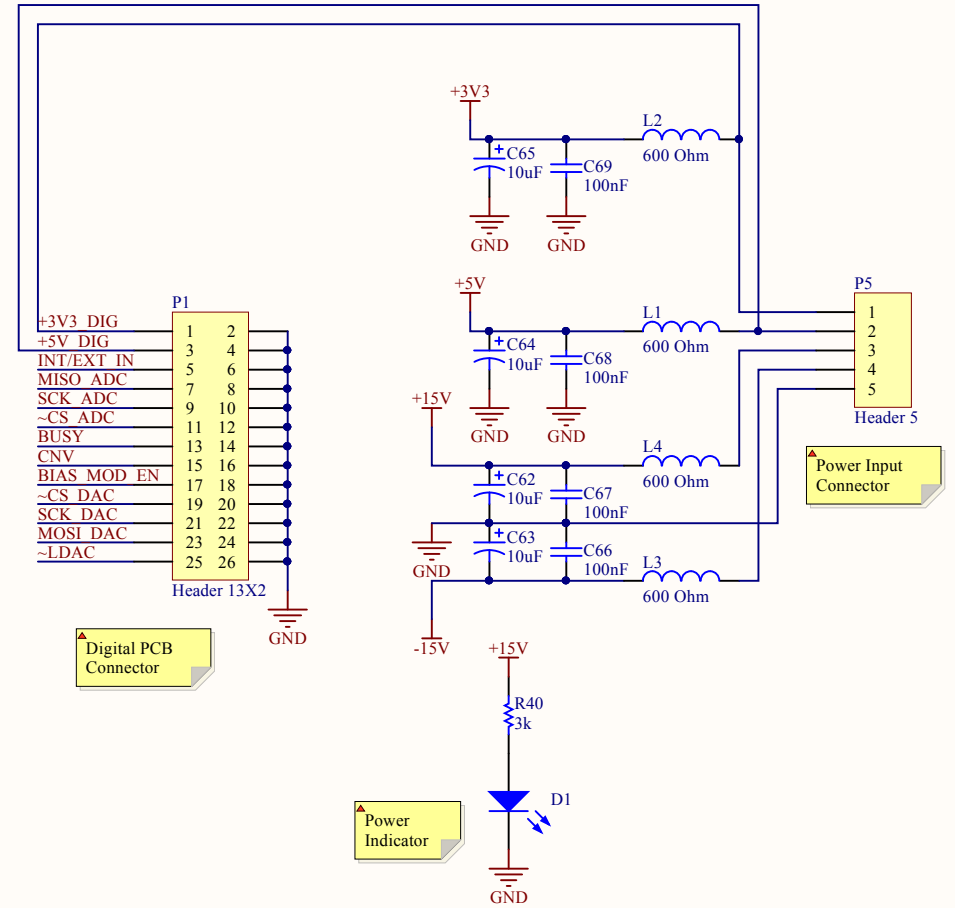 +3V3
L2
600 Ohm
+ C65
10uF
C69
100nF
GND
GND
+5V
L1
600 Ohm
+ C64
10uF
C68
100nF
GND
GND
P5
1
2
3
4
5
Header 5
Power Input
Connector
P1
+3V3_DIG 1 2
+5V_DIG 3 4
INT/EXT_IN 5 6
MISO_ADC 7 8
SCK_ADC 9 10
~CS_ADC 11 12
BUSY 13 14
CNV 15 16
BIAS_MOD_EN 17 18
~CS_DAC 19 20
SCK_DAC 21 22
MOSI_DAC 23 24
~LDAC 25 26
Header 13X2
GND
Digital PCB
Connector
+15V
L4
600 Ohm
+ C62
10uF
C67
100nF
GND
+ C63
10uF
C66
100nF
L3
600 Ohm
-15V
+15V
R40
3k
D1
Power
Indicator
GND